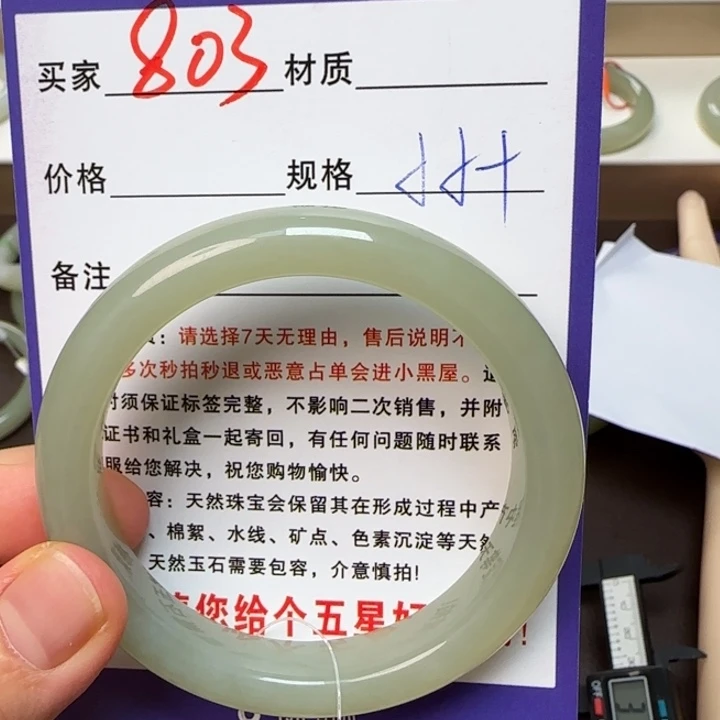 买家 803 材质
价格 规格
备注
：请选择7天无理由，售后说明不
多次秒拍秒退或恶意占单会进小黑屋。
时须保证标签完整，不影响二次销售，并附
证书和礼盒一起寄回，有任何问题随时联系
服给您解决，祝您购物愉快。
容：天然珠宝会保留其在形成过程中产
、棉絮、水线、矿点、色素沉淀等天然
天然玉石需要包容，介意慎拍!
您给个五星好
!
OFF